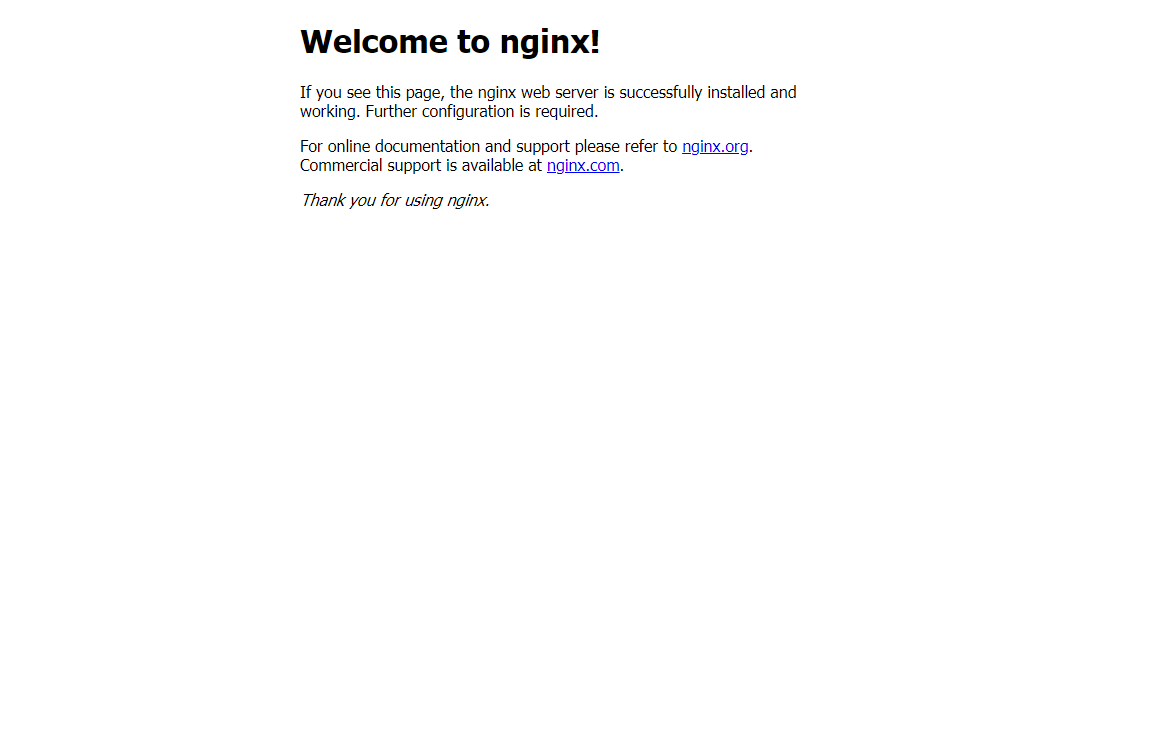 Welcome to nginx!
If you see this page, the nginx web server is successfully installed and
working. Further configuration is required.
For online documentation and support please refer to nginx.org.
Commercial support is available at nginx.com.
Thank you for using nginx.